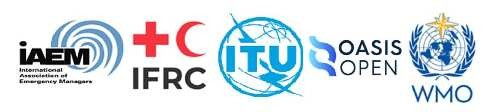 iAEM
International
Association of
Emergency Managers
IFRC
ITU
OASIS
OPEN
WMO